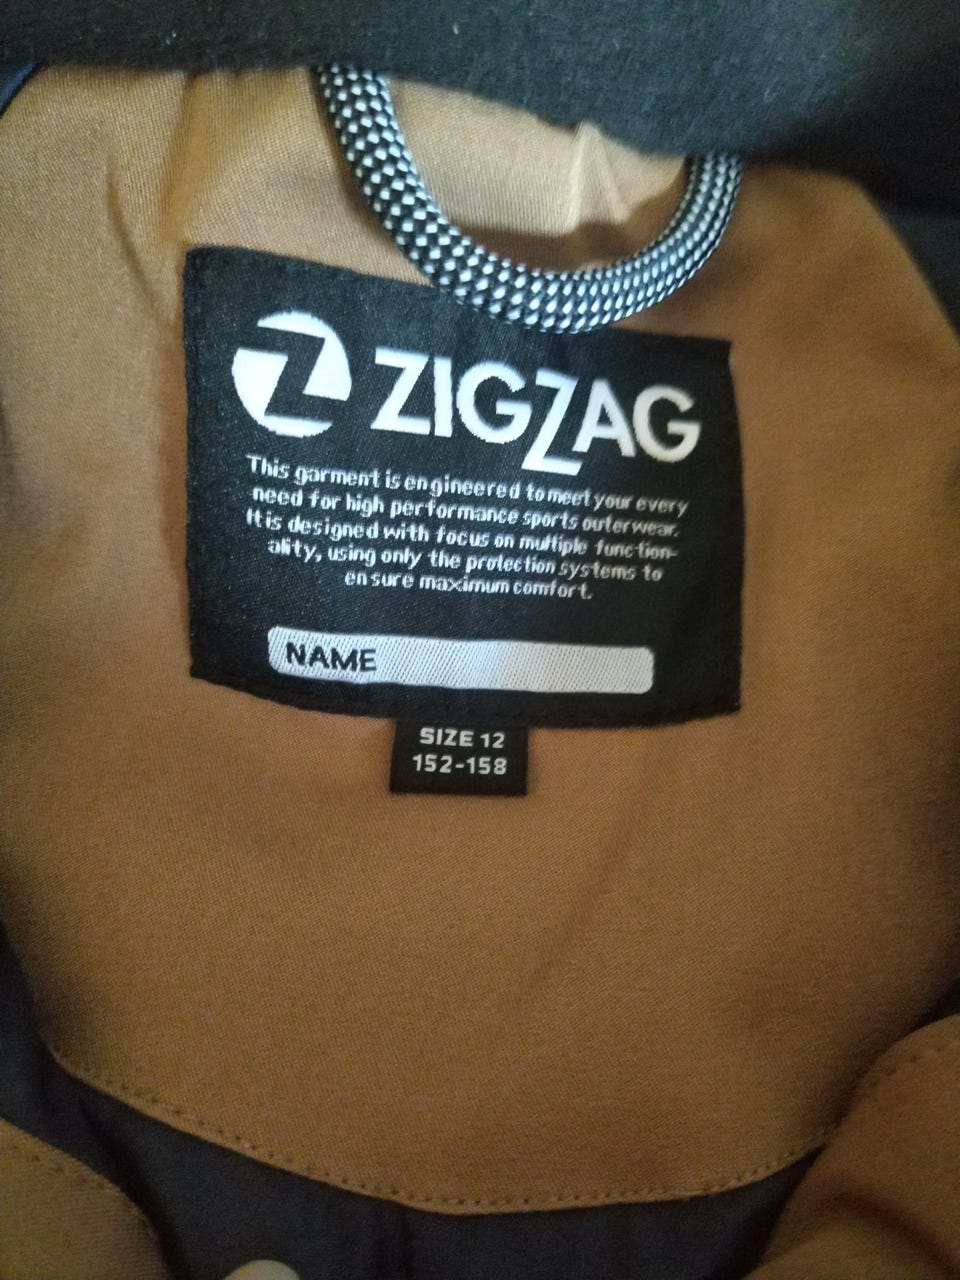 Z ZIGZAG
This garment is engineered to meet your every
need for high performance sports outerwear.
It is designed with focus on multiple function-
ality, using only the protection systems to
ensure maximum comfort.
NAME
SIZE 12
152-158